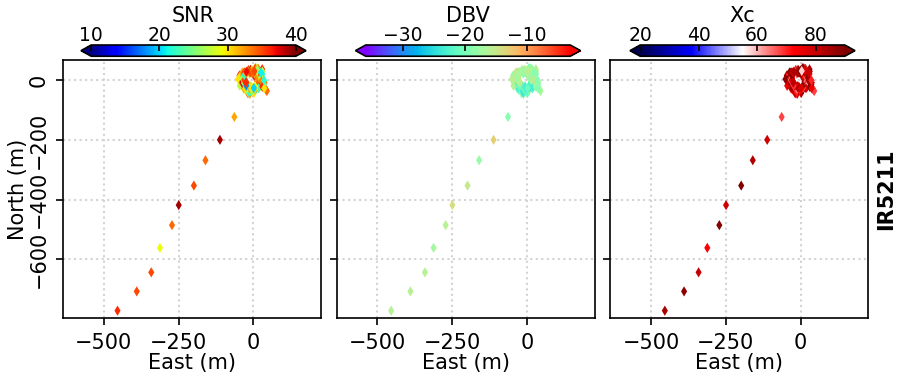 SNR
DBV
Xc
10 20 30 40
−30 −20 −10
20 40 60 80
North (m)
0
−200
−400
−600
−500 −250 0
−500 −250 0
−500 −250 0
East (m)
East (m)
East (m)
IR5211